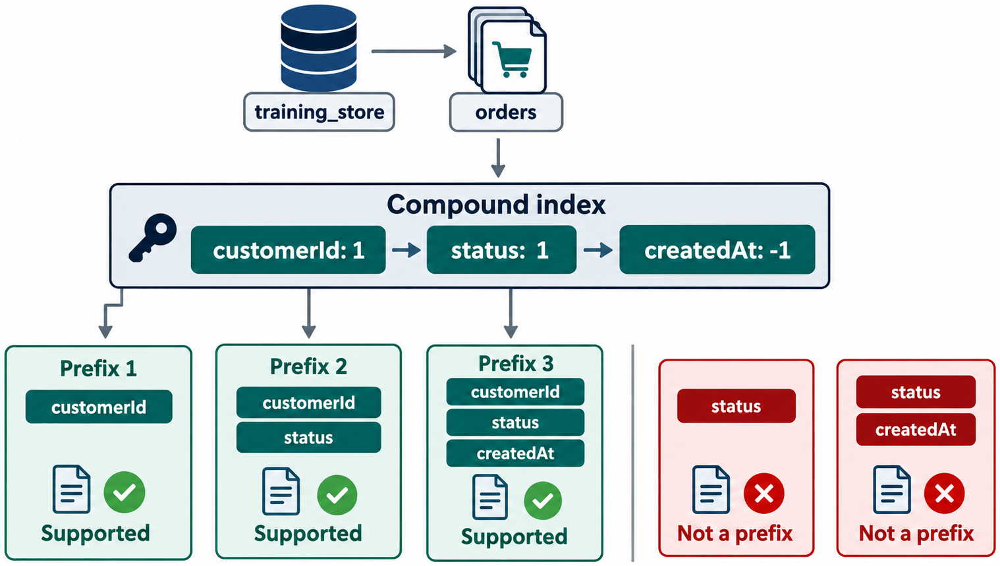 training_store
orders
Compound index
customerId: 1
status: 1
createdAt: -1
Prefix 1
customerId
Supported
Prefix 2
customerId
status
Supported
Prefix 3
customerId
status
createdAt
Supported
status
Not a prefix
status
createdAt
Not a prefix